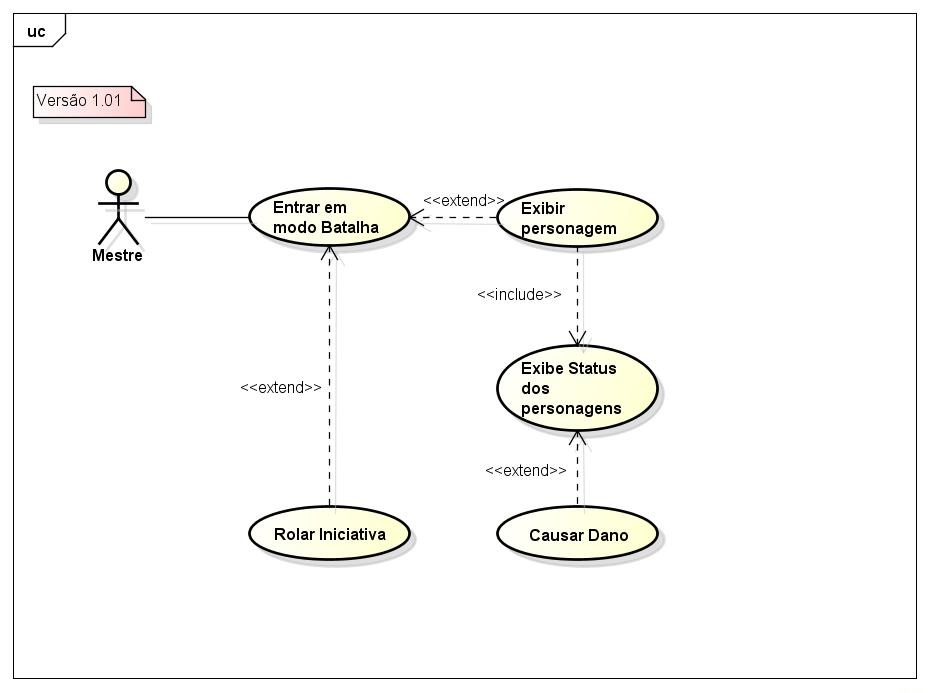 uc
Versão 1.01
Mestre
Entrar em
modo Batalha
<<extend>>
Exibir
personagem
<<include>>
Exibe Status
dos
personagens
<<extend>>
<<extend>>
Rolar Iniciativa
Causar Dano